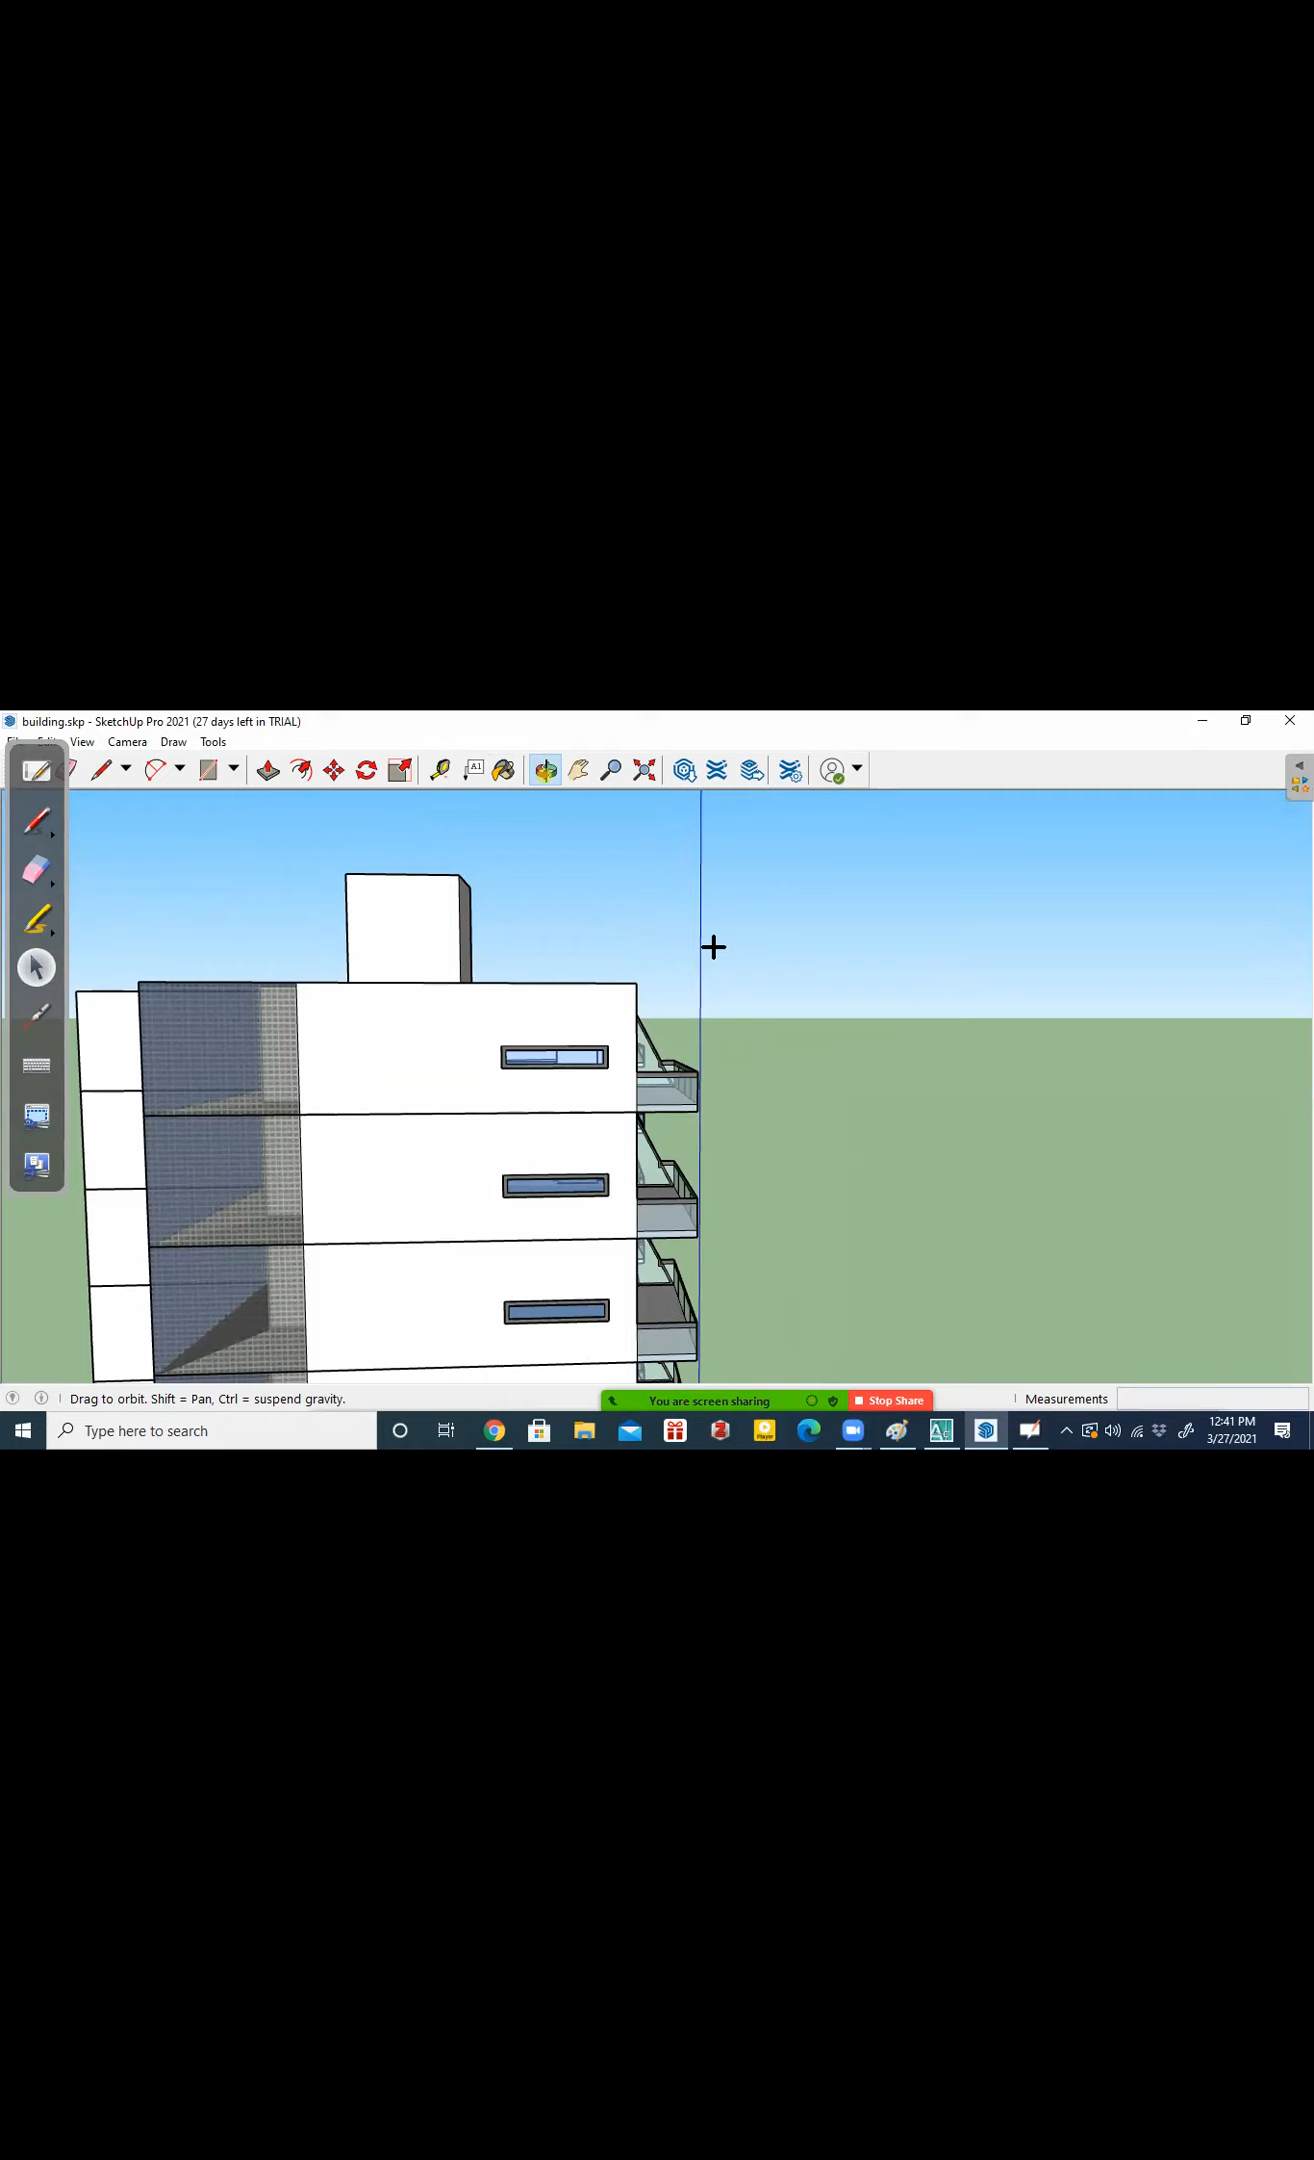 building.skp - SketchUp Pro 2021 (27 days left in TRIAL)
View Camera Draw Tools
A1
Drag to orbit. Shift = Pan, Ctrl = suspend gravity.
You are screen sharing
Stop Share
Measurements
Type here to search
Player
12:41 PM
3/27/2021